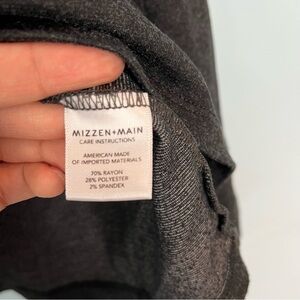 MIZZEN+MAIN
CARE INSTRUCTIONS
AMERICAN MADE
OF IMPORTED MATERIALS
70% RAYON
28% POLYESTER
2% SPANDEX